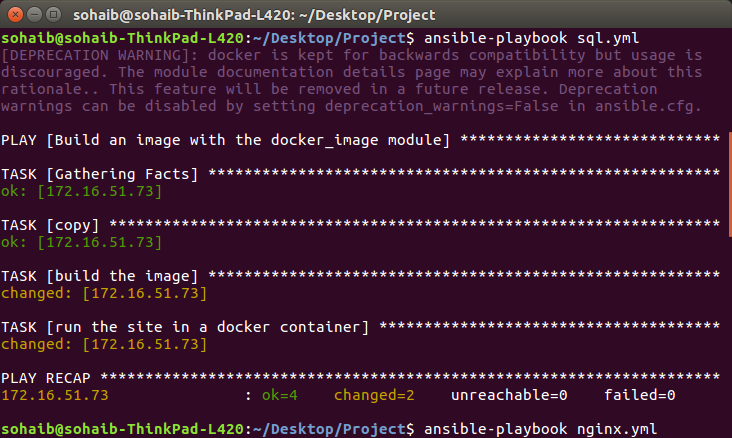 sohaib@sohaib-ThinkPad-L420: ~/Desktop/Project
sohaib@sohaib-ThinkPad-L420:~/Desktop/Project$ ansible-playbook sql.yml
[DEPRECATION WARNING]: docker is kept for backwards compatibility but usage is
discouraged. The module documentation details page may explain more about this
rationale.. This feature will be removed in a future release. Deprecation
warnings can be disabled by setting deprecation_warnings=False in ansible.cfg.
PLAY [Build an image with the docker_image module] *****************************
TASK [Gathering Facts] *********************************************************
ok: [172.16.51.73]
TASK [copy] ********************************************************************
ok: [172.16.51.73]
TASK [build the image] *********************************************************
changed: [172.16.51.73]
TASK [run the site in a docker container] **************************************
changed: [172.16.51.73]
PLAY RECAP *********************************************************************
172.16.51.73               : ok=4    changed=2    unreachable=0    failed=0
sohaib@sohaib-ThinkPad-L420:~/Desktop/Project$ ansible-playbook nginx.yml